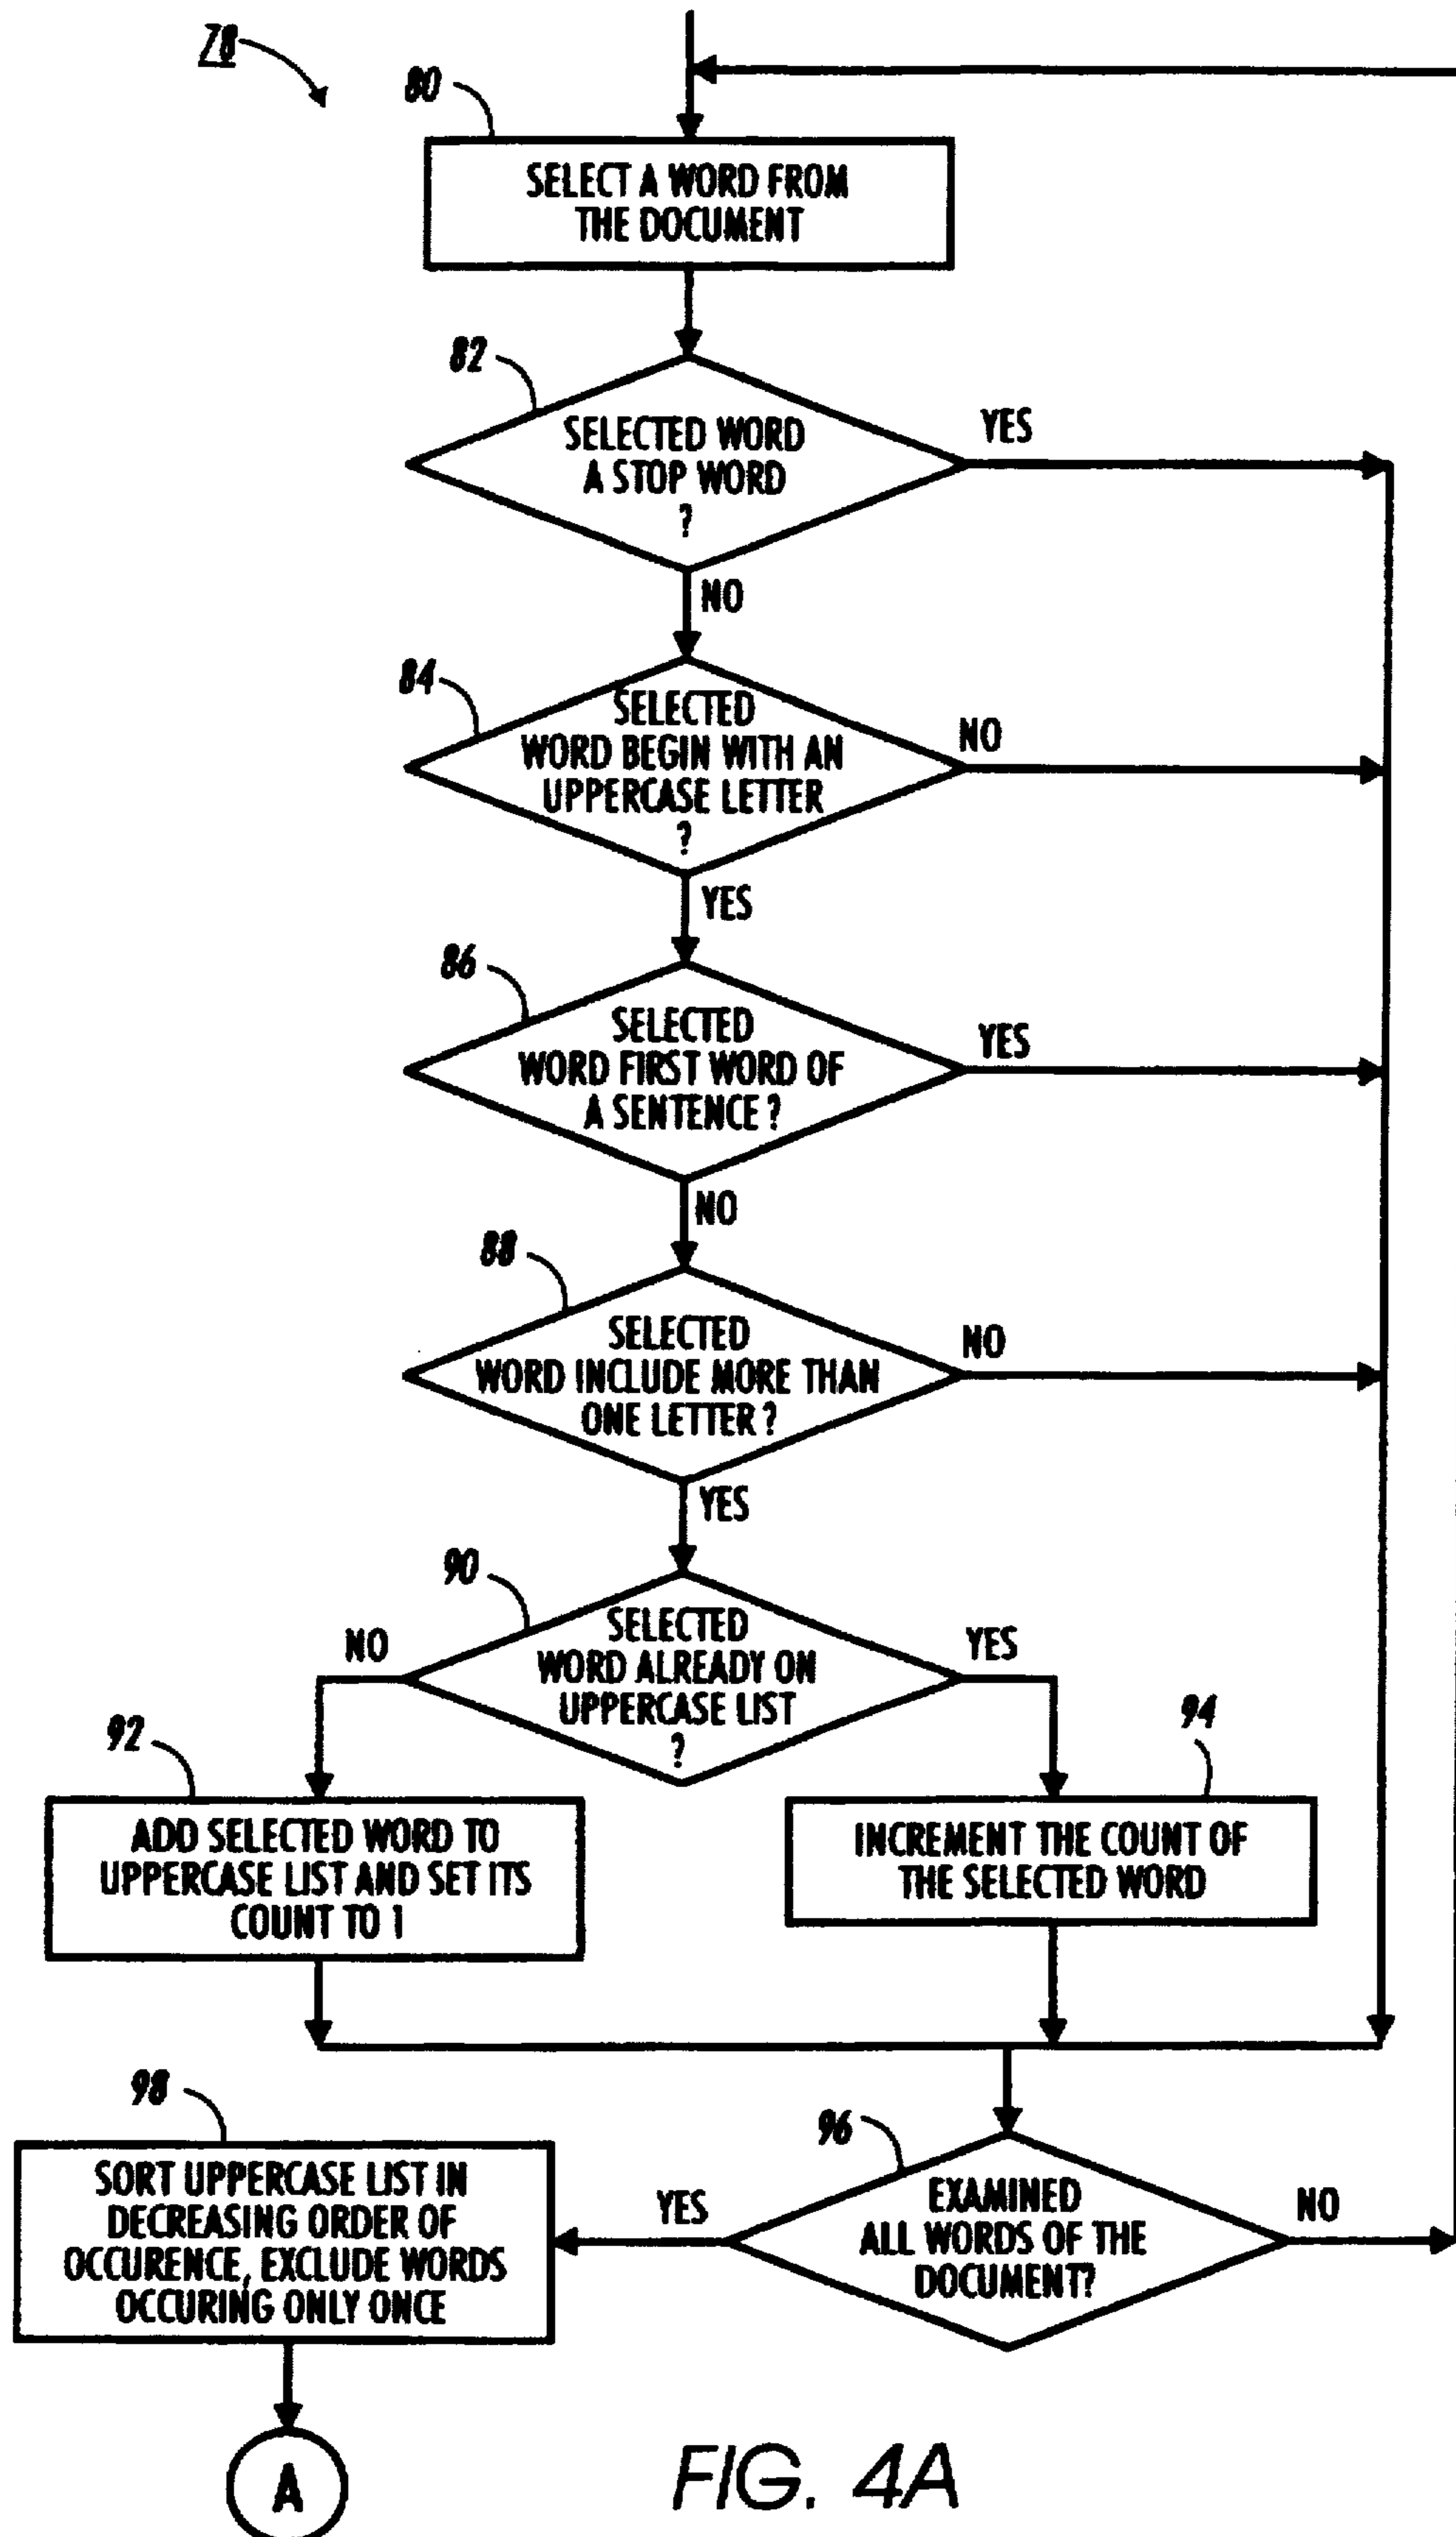 78
80
SELECT A WORD FROM
THE DOCUMENT
82
SELECTED WORD
A STOP WORD
?
YES
NO
84
SELECTED
WORD BEGIN WITH AN
UPPERCASE LETTER
?
NO
YES
86
SELECTED
WORD FIRST WORD OF
A SENTENCE ?
YES
NO
88
SELECTED
WORD INCLUDE MORE THAN
ONE LETTER ?
NO
YES
90
SELECTED
WORD ALREADY ON
UPPERCASE LIST
?
NO
YES
92
ADD SELECTED WORD TO
UPPERCASE LIST AND SET ITS
COUNT TO 1
94
INCREMENT THE COUNT OF
THE SELECTED WORD
96
EXAMINED
ALL WORDS OF THE
DOCUMENT?
YES
NO
98
SORT UPPERCASE LIST IN
DECREASING ORDER OF
OCCURENCE, EXCLUDE WORDS
OCCURING ONLY ONCE
A
FIG. 4A